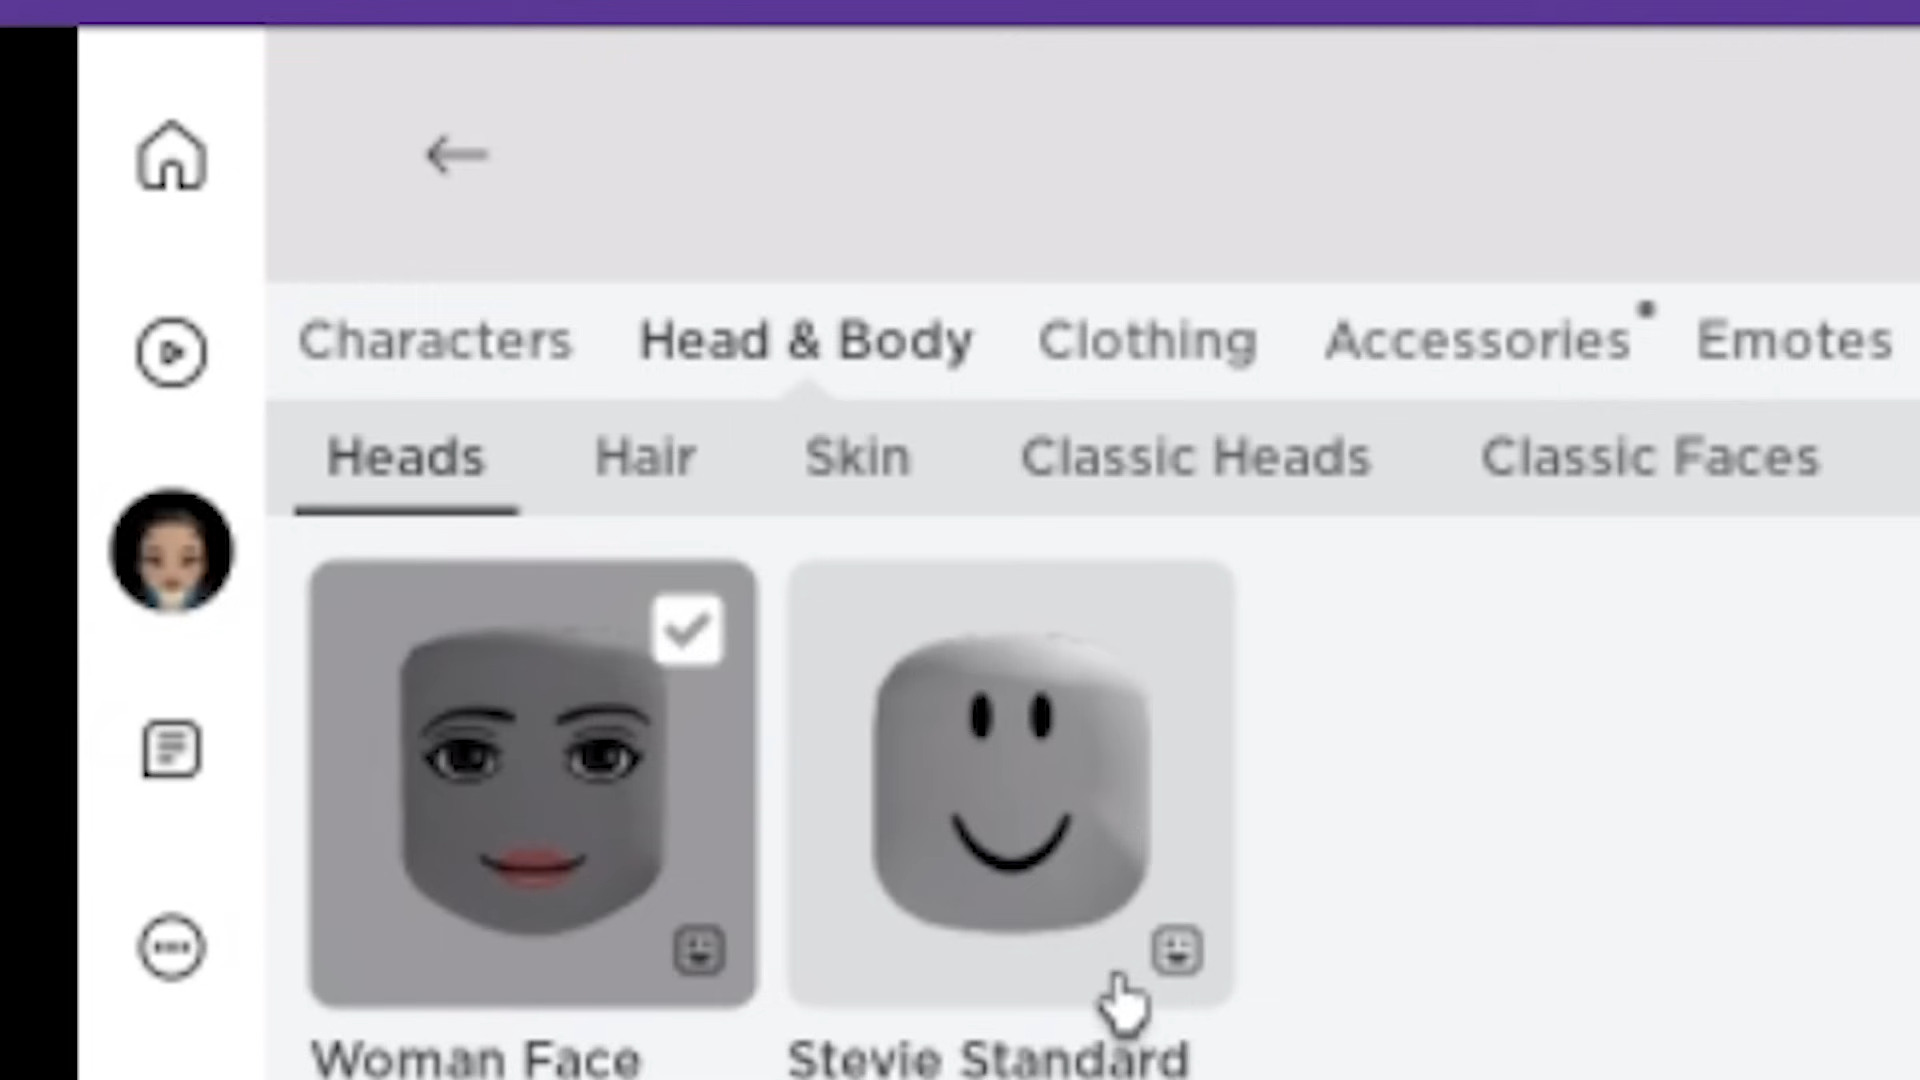 Characters Head & Body Clothing Accessories Emotes
Heads Hair Skin Classic Heads Classic Faces
Woman Face Stevie Standard